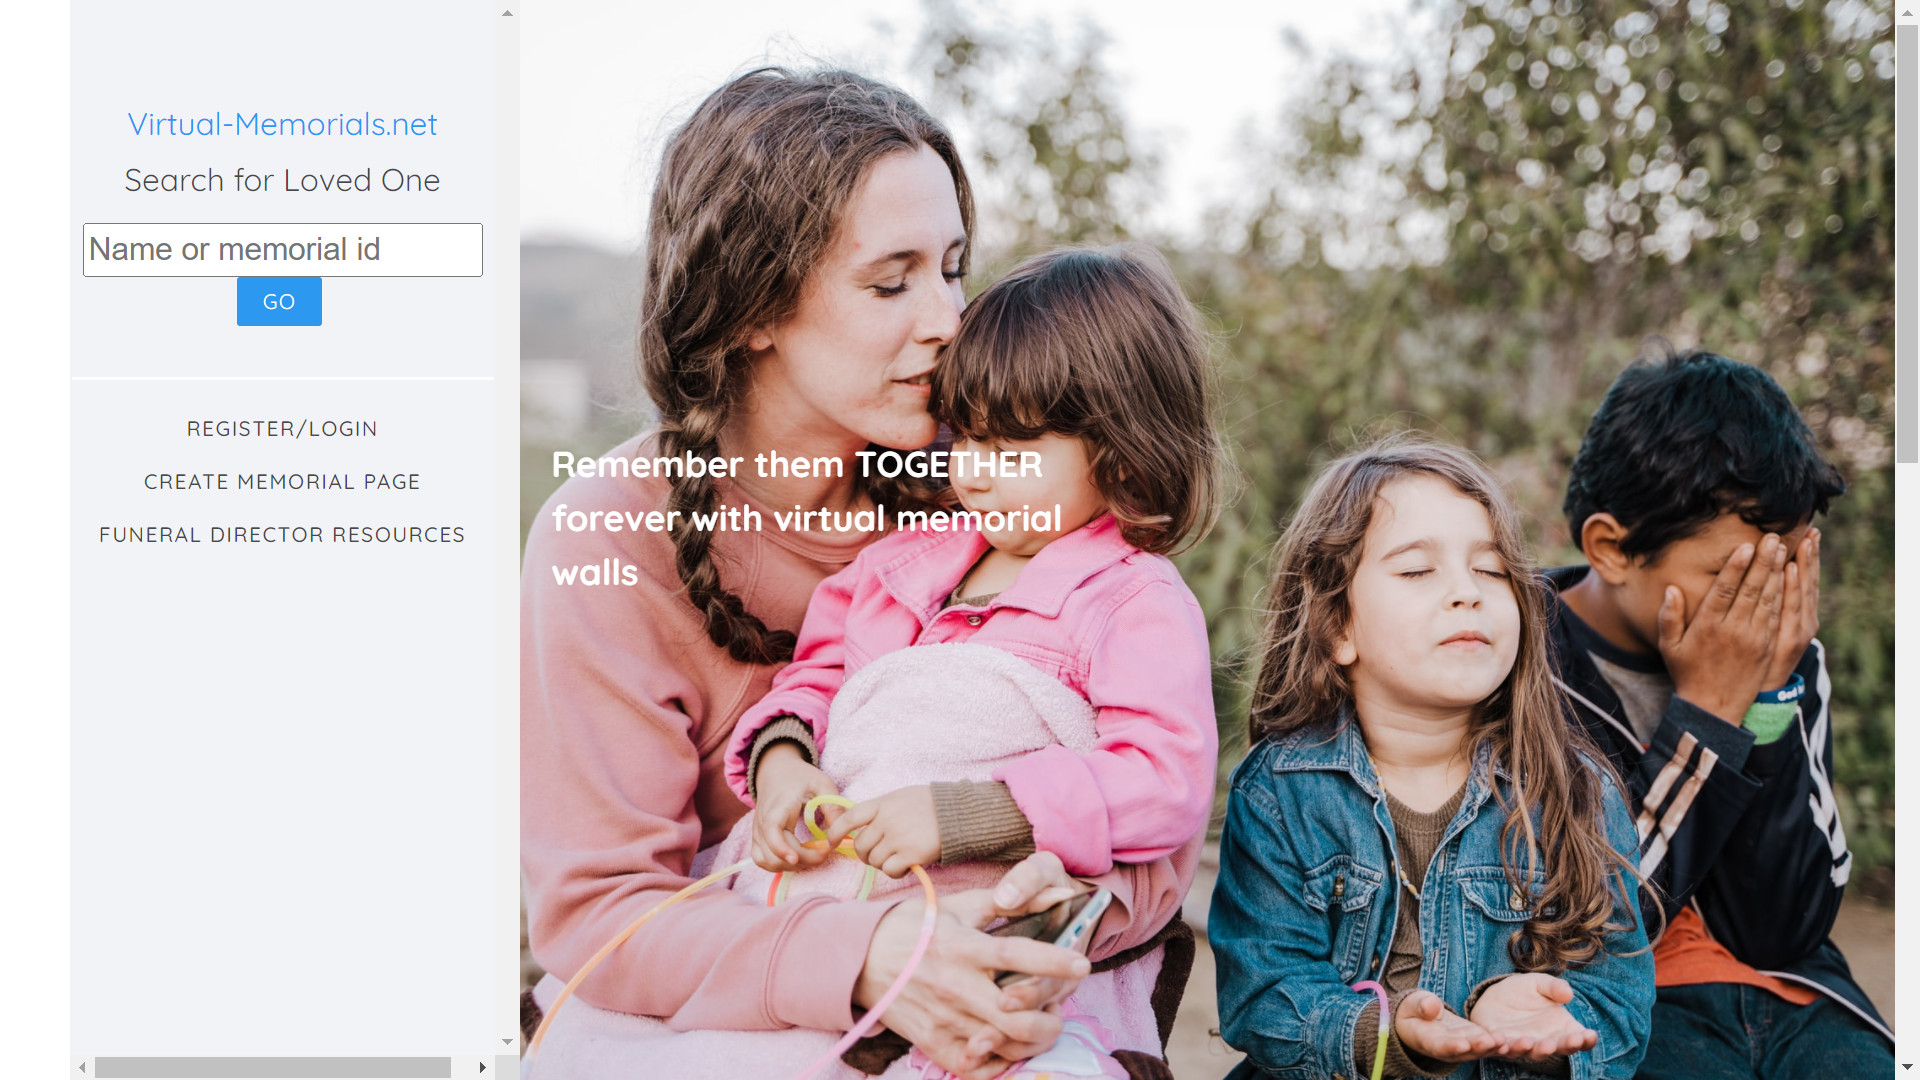 Virtual-Memorials.net
Search for Loved One
Name or memorial id
GO
REGISTER/LOGIN
CREATE MEMORIAL PAGE
FUNERAL DIRECTOR RESOURCES
Remember them TOGETHER
forever with virtual memorial
walls
God